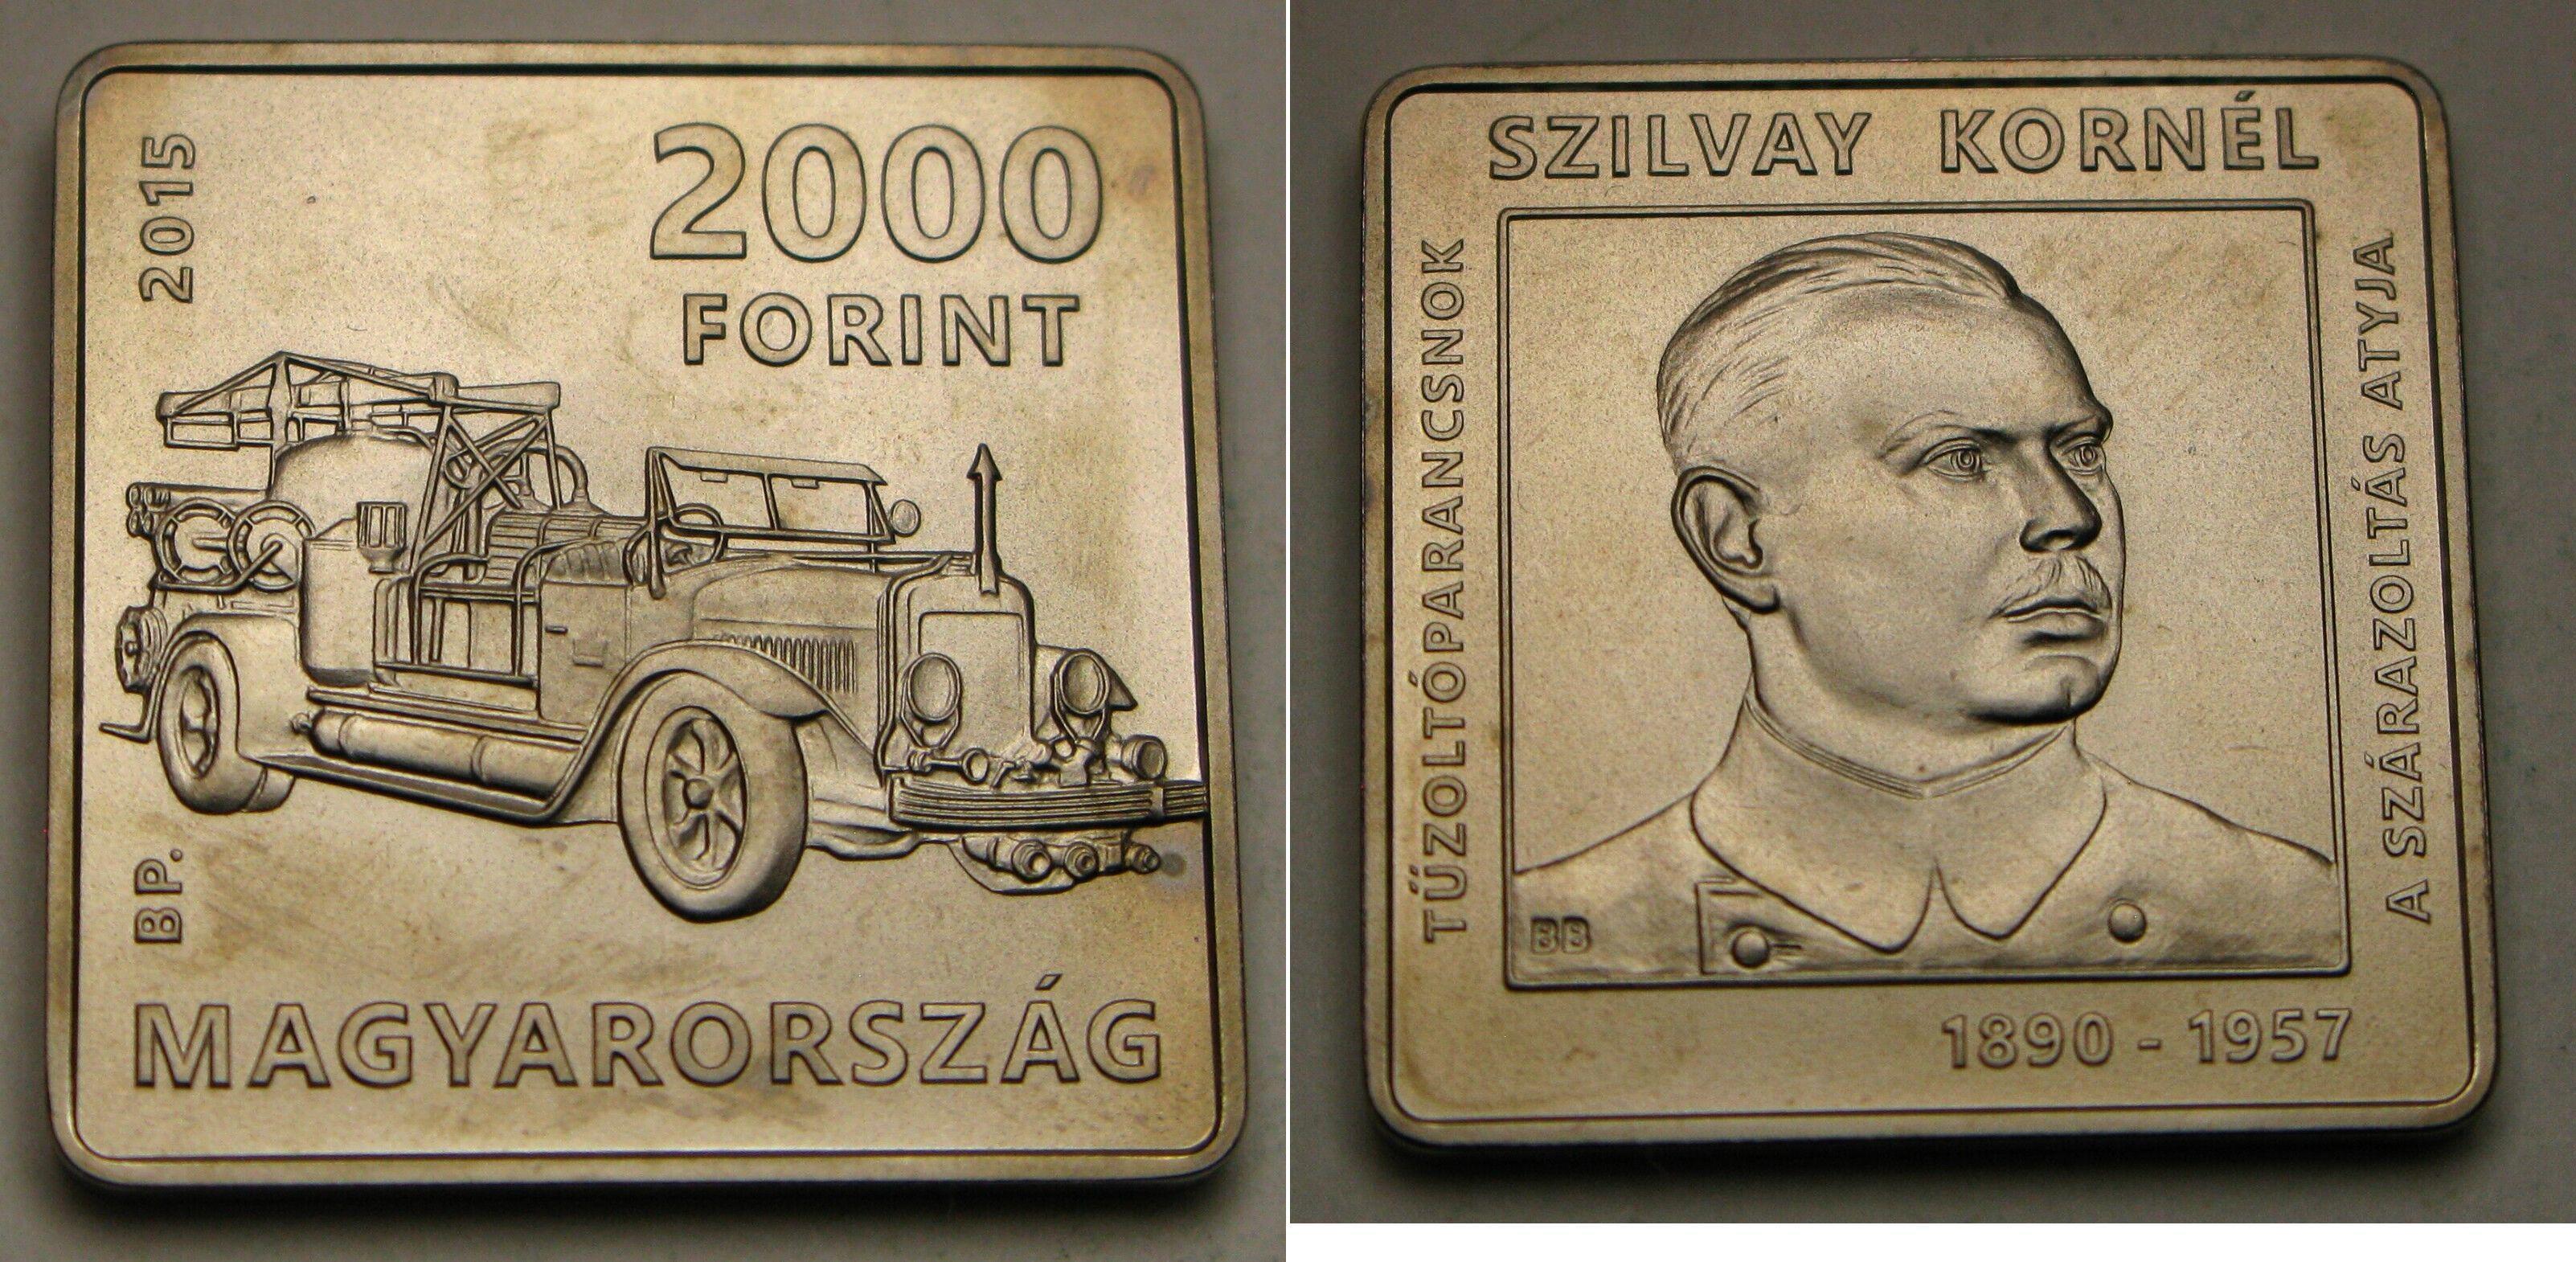 2015
2000
FORINT
BP.
MAGYARORSZÁG
SZILVAY KORNÉL
TŰZOLTÓPARANCSNOK
A SZÁRAZOLTÁS ATYJA
BB
1890 - 1957